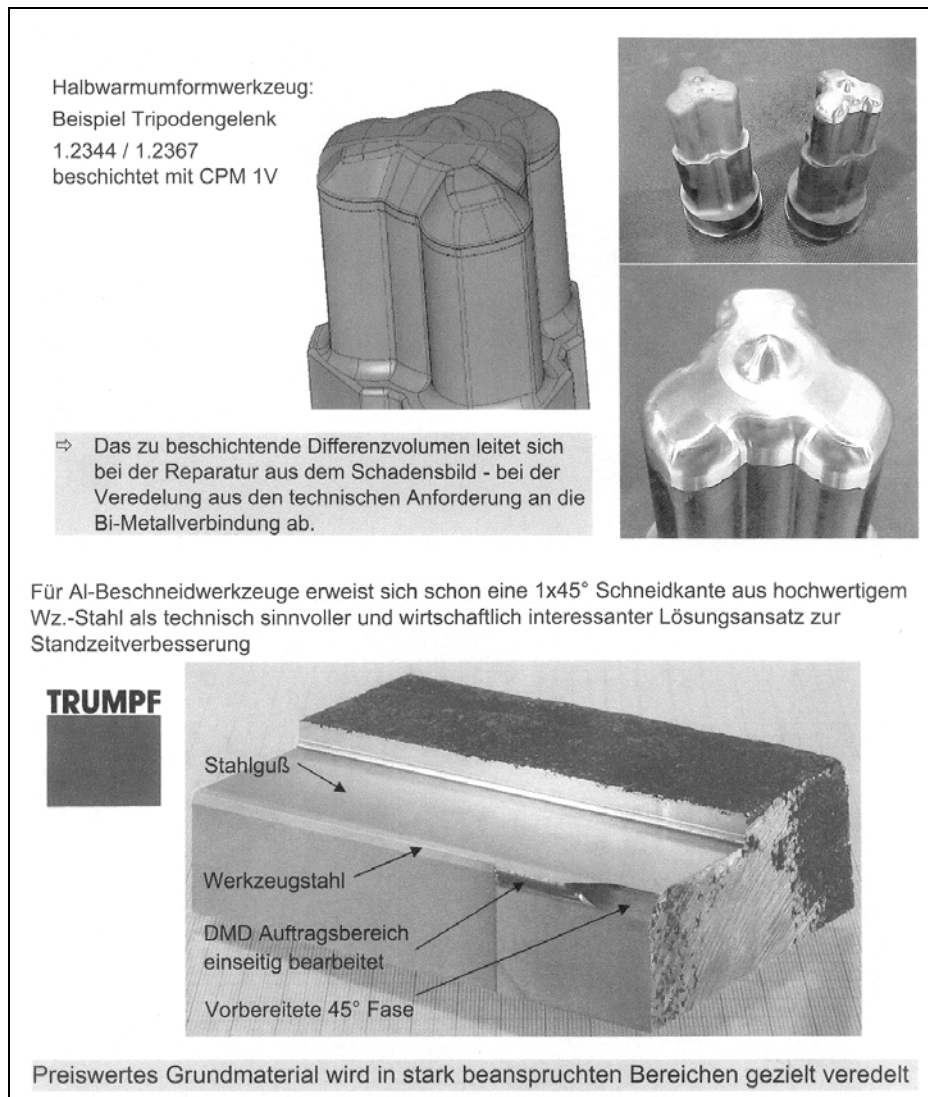 Halbwarmumformwerkzeug:
Beispiel Tripodengelenk
1.2344 / 1.2367
beschichtet mit CPM 1V
⇨ Das zu beschichtende Differenzvolumen leitet sich
bei der Reparatur aus dem Schadensbild - bei der
Veredelung aus den technischen Anforderung an die
Bi-Metallverbindung ab.
Für Al-Beschneidwerkzeuge erweist sich schon eine 1x45° Schneidkante aus hochwertigem
Wz.-Stahl als technisch sinnvoller und wirtschaftlich interessanter Lösungsansatz zur
Standzeitverbesserung
TRUMPF
Stahlguß
Werkzeugstahl
DMD Auftragsbereich
einseitig bearbeitet
Vorbereitete 45° Fase
Preiswertes Grundmaterial wird in stark beanspruchten Bereichen gezielt veredelt